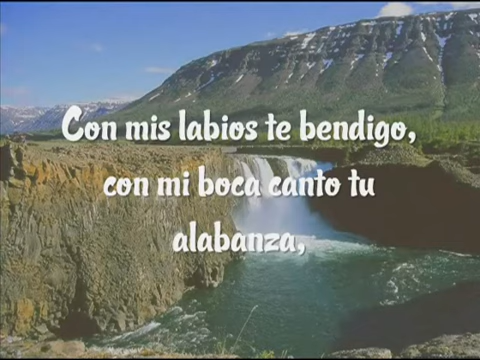 Con mis labios te bendigo,
con mi boca canto tu
alabanza,